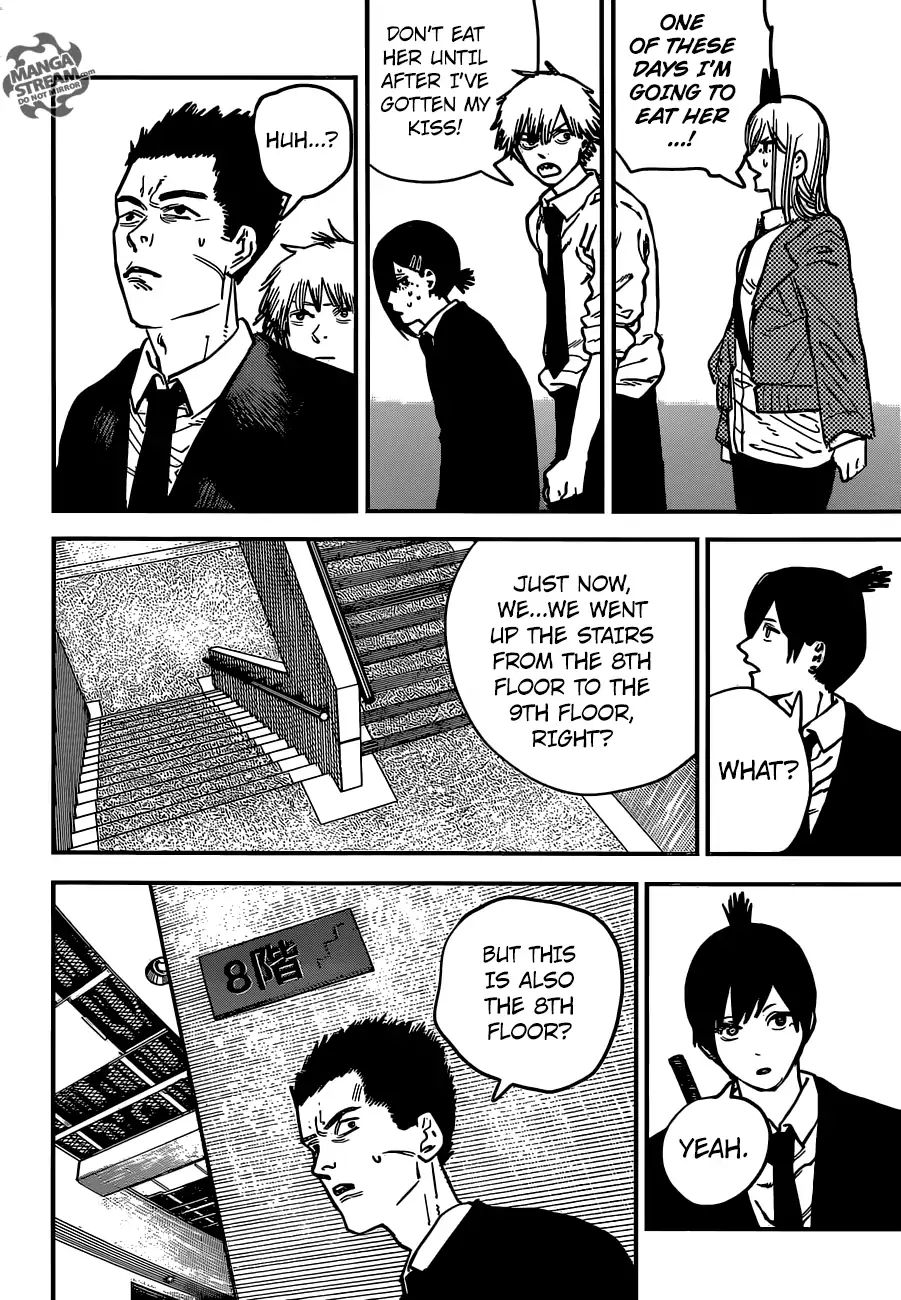 ONE
OF THESE
DAYS I'M
GOING TO
EAT HER
...!
DON'T EAT
HER UNTIL
AFTER I'VE
GOTTEN MY
KISS!
HUH...?
MANGA
STREAM.com
DO NOT MIRROR
WHAT?
JUST NOW,
WE...WE WENT
UP THE STAIRS
FROM THE 8TH
FLOOR TO THE
9TH FLOOR,
RIGHT?
YEAH.
BUT THIS
IS ALSO
THE 8TH
FLOOR?
8階